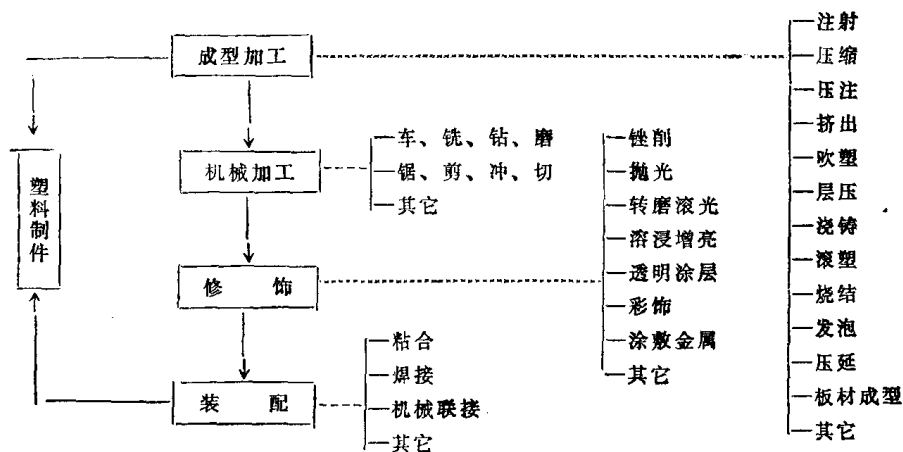 成型加工
机械加工
修 饰
装 配
塑料制件
车、铣、钻、磨
锯、剪、冲、切
其它
粘合
焊接
机械联接
其它
锉削
抛光
转磨滚光
溶浸增亮
透明涂层
彩饰
涂敷金属
其它
注射
压缩
压注
挤出
吹塑
层压
浇铸
滚塑
烧结
发泡
压延
板材成型
其它